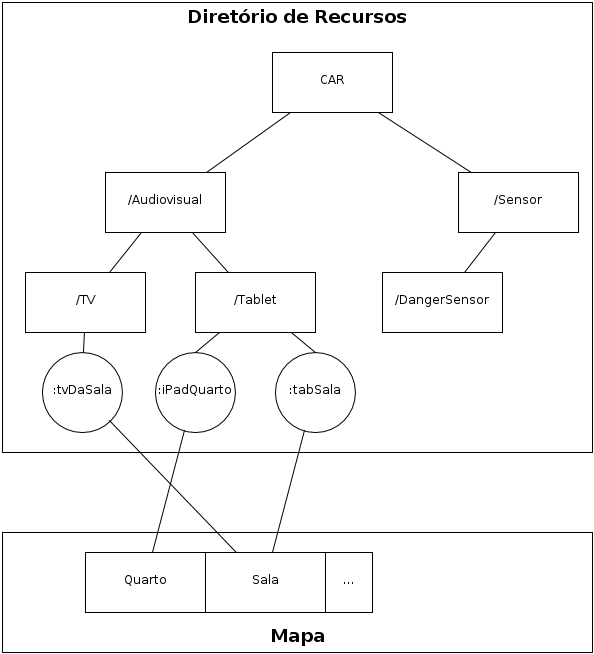 Diretório de Recursos
CAR
/Audiovisual
/Sensor
/TV
/Tablet
/DangerSensor
:tvDaSala
:iPadQuarto
:tabSala
Quarto
Sala
...
Mapa